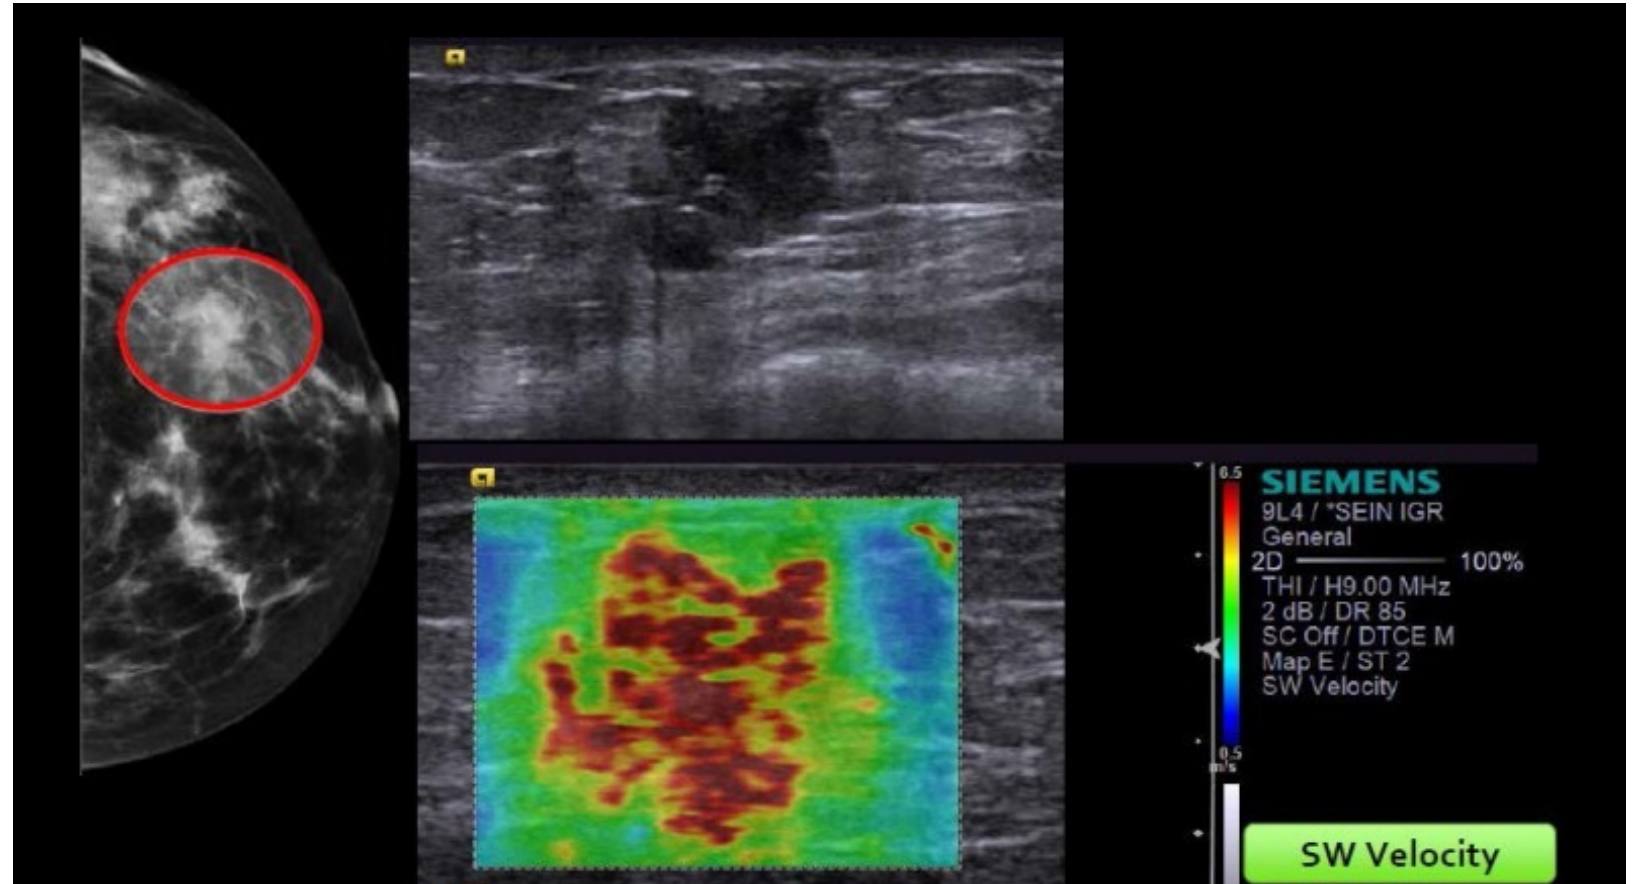 6.5
SIEMENS
9L4 / *SEIN IGR
General
2D 100%
THI / H9.00 MHz
2 dB / DR 85
SC Off / DTCE M
Map E / ST 2
SW Velocity
0.5
m/s
SW Velocity